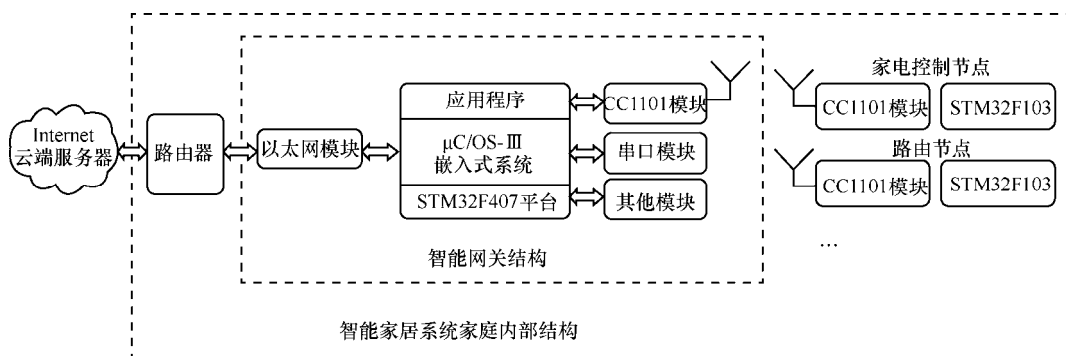 Internet
云端服务器
路由器
以太网模块
应用程序
μC/OS-Ⅲ
嵌入式系统
STM32F407平台
CC1101模块
串口模块
其他模块
智能网关结构
家电控制节点
CC1101模块
STM32F103
路由节点
CC1101模块
STM32F103
…
智能家居系统家庭内部结构